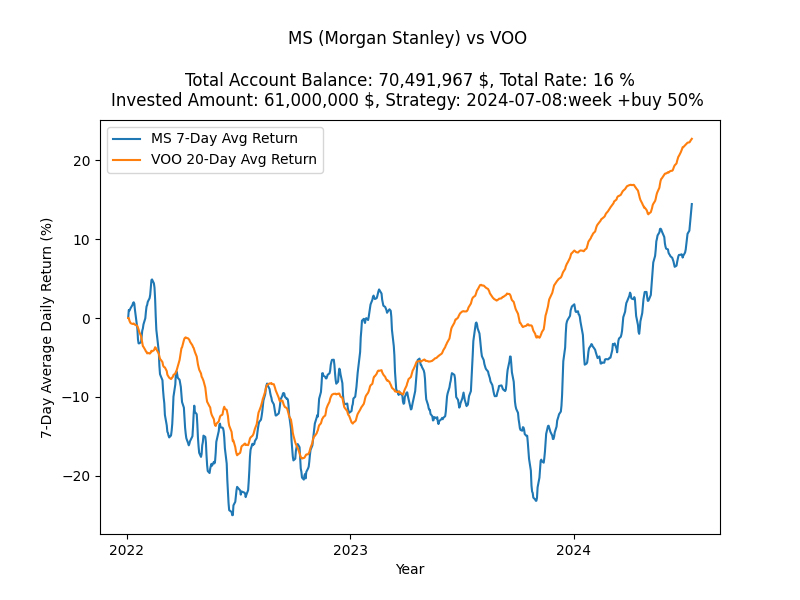 MS (Morgan Stanley) vs VOO
Total Account Balance: 70,491,967 $, Total Rate: 16 %
Invested Amount: 61,000,000 $, Strategy: 2024-07-08:week +buy 50%
MS 7-Day Avg Return
VOO 20-Day Avg Return
7-Day Average Daily Return (%)
20
10
0
−10
−20
2022
2023
2024
Year